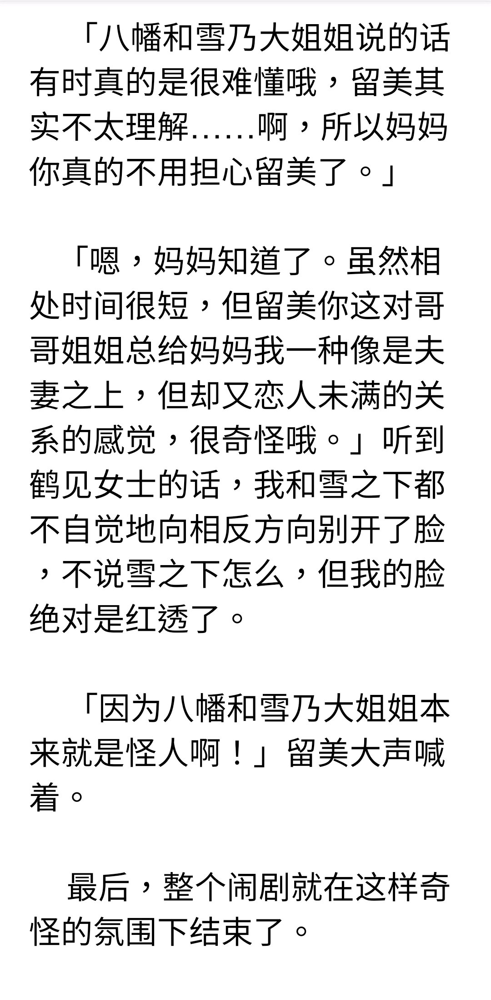 「八幡和雪乃大姐姐说的话
有时真的是很难懂哦，留美其
实不太理解……啊，所以妈妈
你真的不用担心留美了。」
「嗯，妈妈知道了。虽然相
处时间很短，但留美你这对哥
哥姐姐总给妈妈我一种像是夫
妻之上，但却又恋人未满的关
系的感觉，很奇怪哦。」听到
鹤见女士的话，我和雪之下都
不自觉地向相反方向别开了脸
，不说雪之下怎么，但我的脸
绝对是红透了。
「因为八幡和雪乃大姐姐本
来就是怪人啊！」留美大声喊
着。
最后，整个闹剧就在这样奇
怪的氛围下结束了。